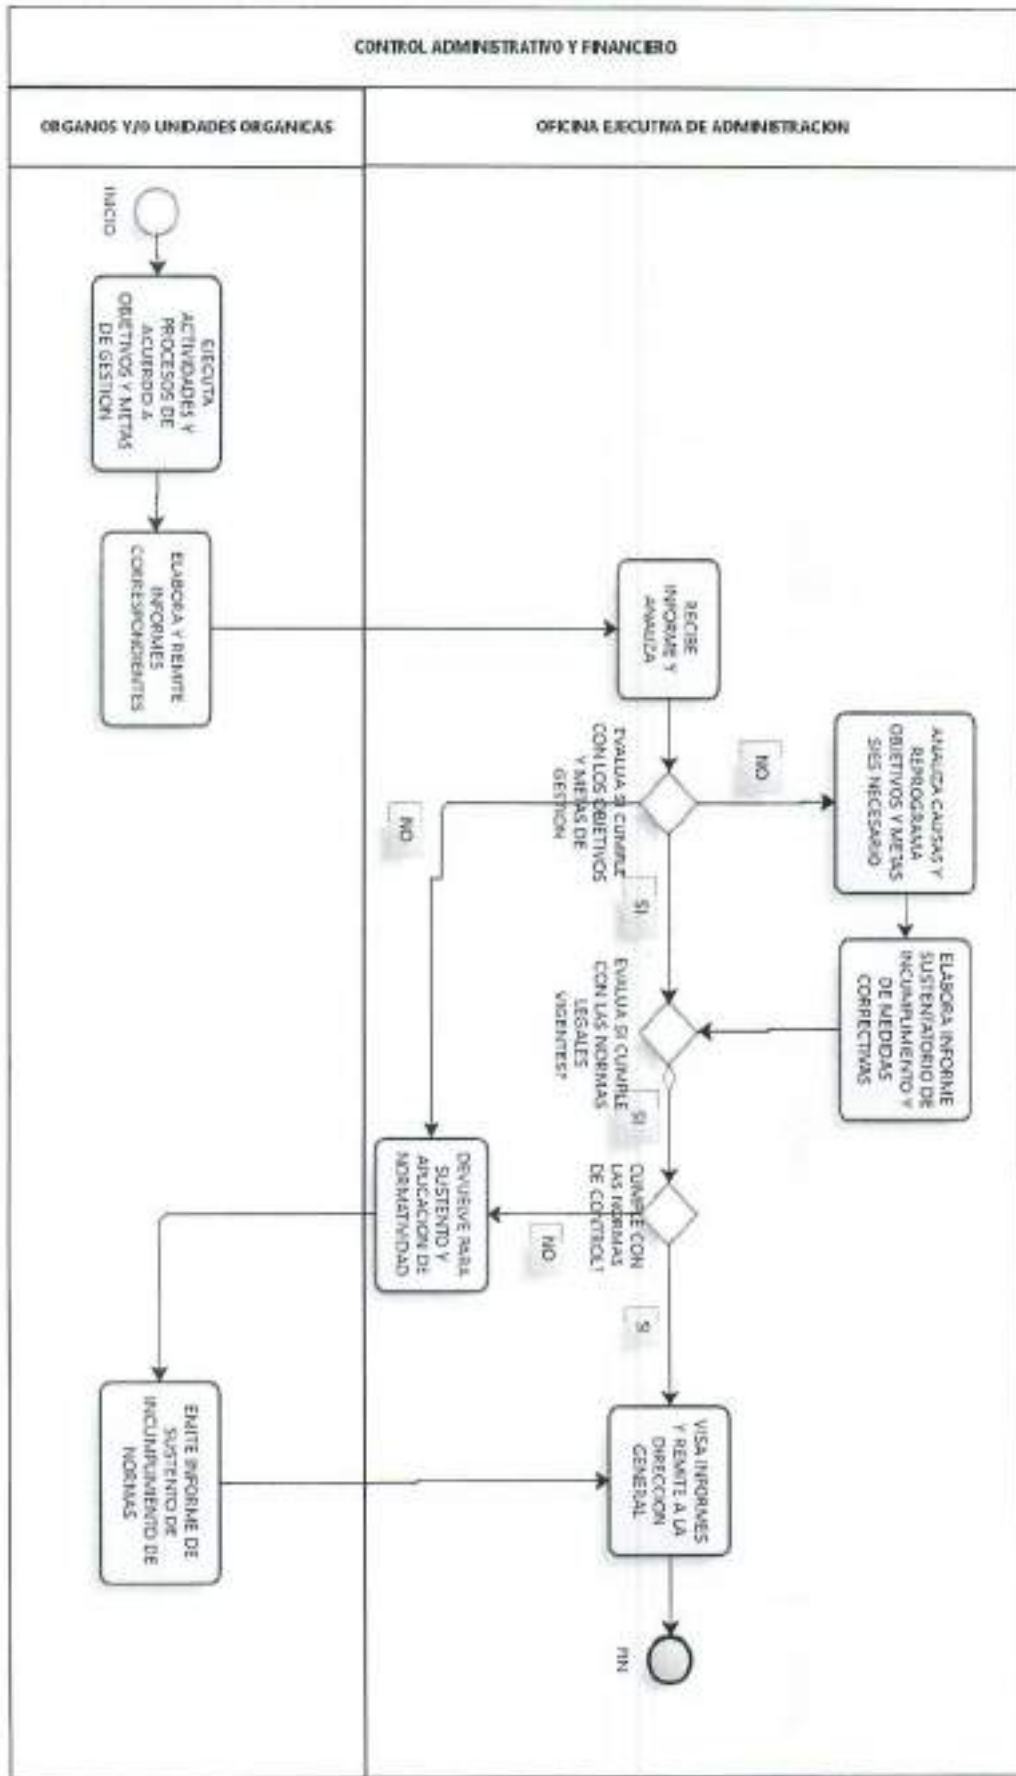 CONTROL ADMINISTRATIVO Y FINANCIERO
ORGANOS Y/O UNIDADES ORGANICAS
OFICINA EJECUTIVA DE ADMINISTRACION
INICIO
EJECUTA
ACTIVIDADES Y
PROCESOS DE
ACUERDO A
OBJETIVOS Y METAS
DE GESTION
ELABORA Y REMITE
INFORMES
CORRESPONDIENTES
RECIBE
INFORME Y
ANALIZA
EVALUA SI CUMPLE
CON LOS OBJETIVOS
Y METAS DE
GESTION
NO
ANALIZA CAUSAS Y
REPROGRAMA
OBJETIVOS Y METAS
SI ES NECESARIO
ELABORA INFORME
SUSTENTATORIO DE
INCUMPLIMIENTO Y
DE MEDIDAS
CORRECTIVAS
NO
SI
EVALUA SI CUMPLE
CON LAS NORMAS
LEGALES
VIGENTES?
SI
CUMPLE CON
LAS NORMAS
DE CONTROL?
NO
DEVUELVE PARA
SUSTENTO Y
APLICACION DE
NORMATIVIDAD
SI
EMITE INFORME DE
SUSTENTO DE
INCUMPLIMIENTO DE
NORMAS
VISA INFORMES
Y REMITE A LA
DIRECCION
GENERAL
FIN